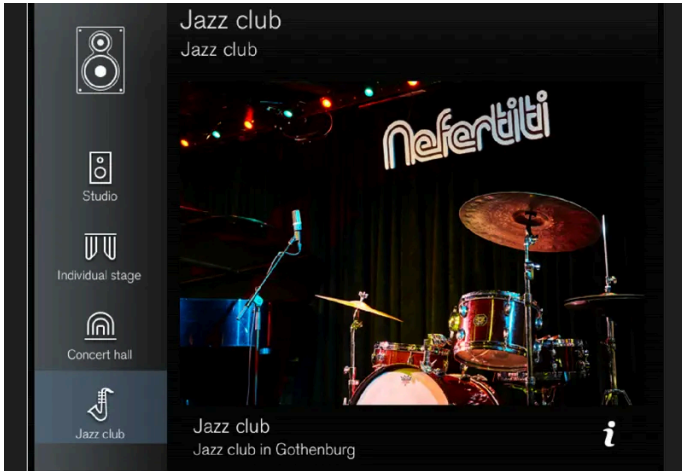 Jazz club
Jazz club
Studio
Individual stage
Concert hall
Jazz club
Nefertiti
Jazz club
Jazz club in Gothenburg
i